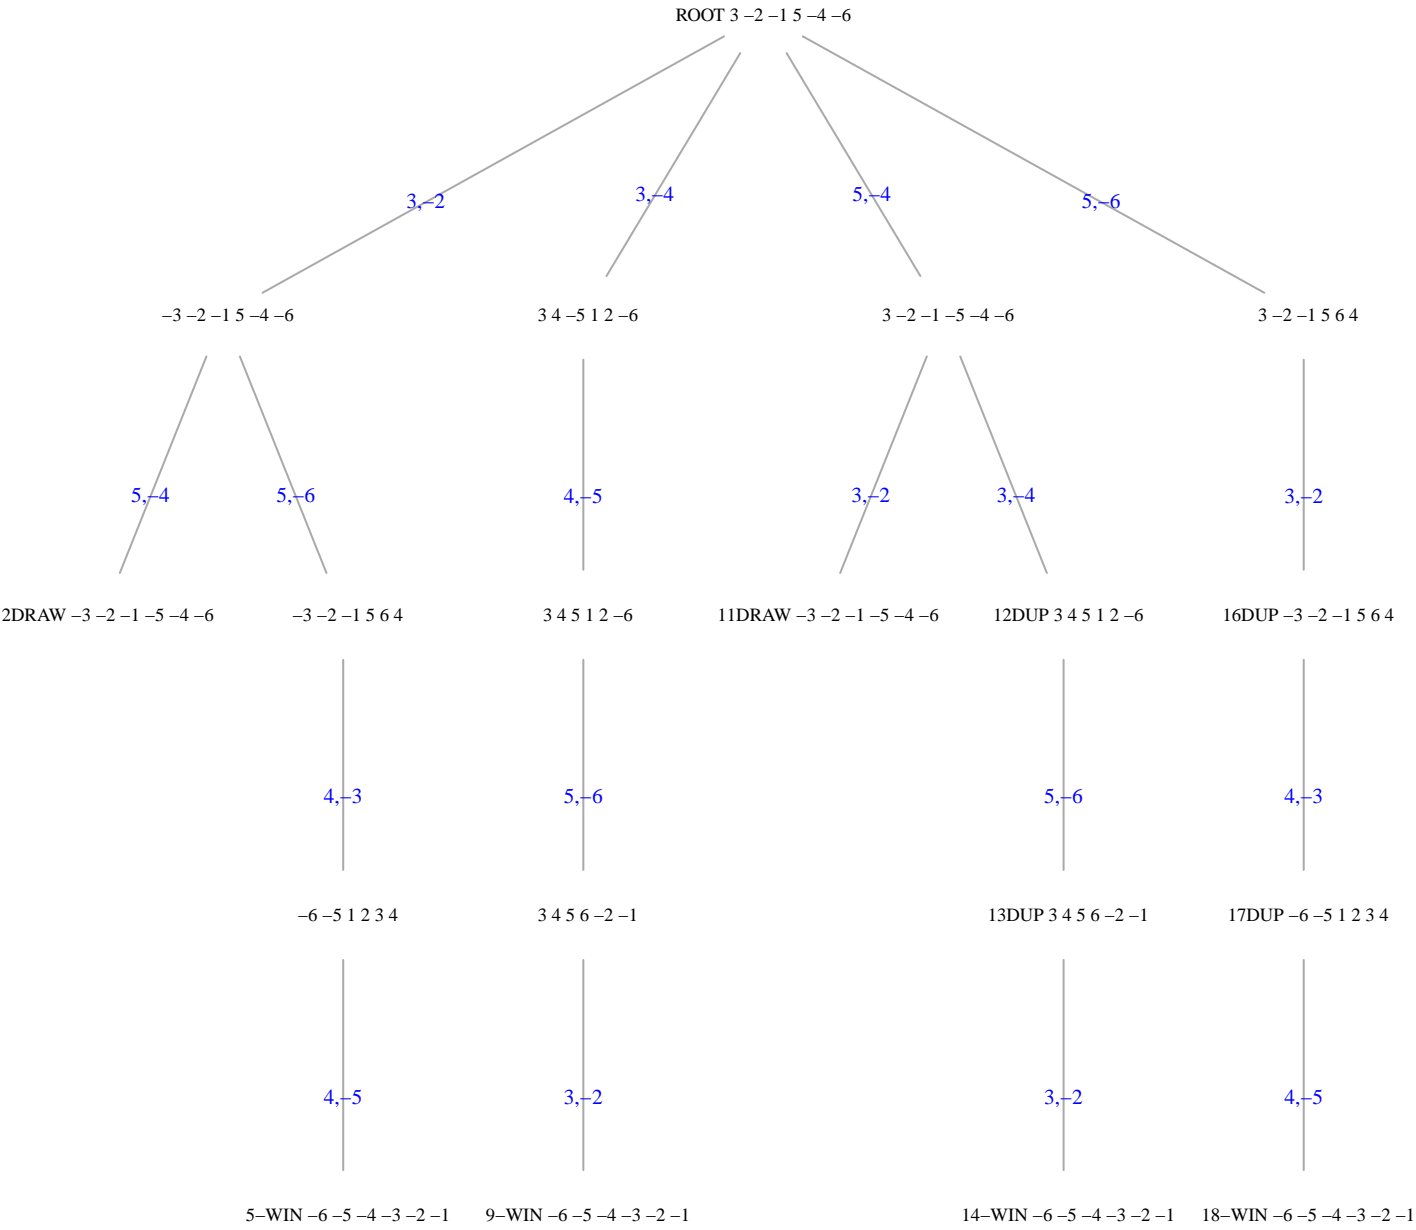 ROOT 3 –2 –1 5 –4 –6
3,–2
3,–4
5,–4
5,–6
–3 –2 –1 5 –4 –6
3 4 –5 1 2 –6
3 –2 –1 –5 –4 –6
3 –2 –1 5 6 4
5,–4
5,–6
4,–5
3,–2
3,–4
3,–2
2DRAW –3 –2 –1 –5 –4 –6
–3 –2 –1 5 6 4
3 4 5 1 2 –6
11DRAW –3 –2 –1 –5 –4 –6
12DUP 3 4 5 1 2 –6
16DUP –3 –2 –1 5 6 4
4,–3
5,–6
5,–6
4,–3
–6 –5 1 2 3 4
3 4 5 6 –2 –1
13DUP 3 4 5 6 –2 –1
17DUP –6 –5 1 2 3 4
4,–5
3,–2
3,–2
4,–5
5–WIN –6 –5 –4 –3 –2 –1
9–WIN –6 –5 –4 –3 –2 –1
14–WIN –6 –5 –4 –3 –2 –1
18–WIN –6 –5 –4 –3 –2 –1